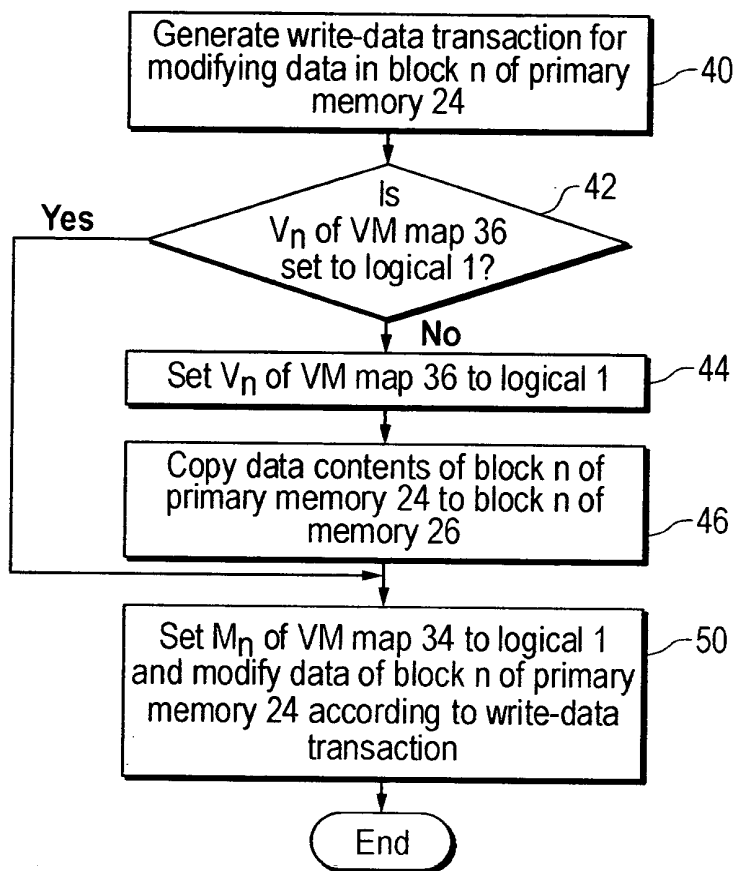 Generate write-data transaction for
modifying data in block n of primary
memory 24
40
Is
Vn of VM map 36
set to logical 1?
42
Yes
No
Set Vn of VM map 36 to logical 1
44
Copy data contents of block n of
primary memory 24 to block n of
memory 26
46
Set Mn of VM map 34 to logical 1
and modify data of block n of primary
memory 24 according to write-data
transaction
50
End